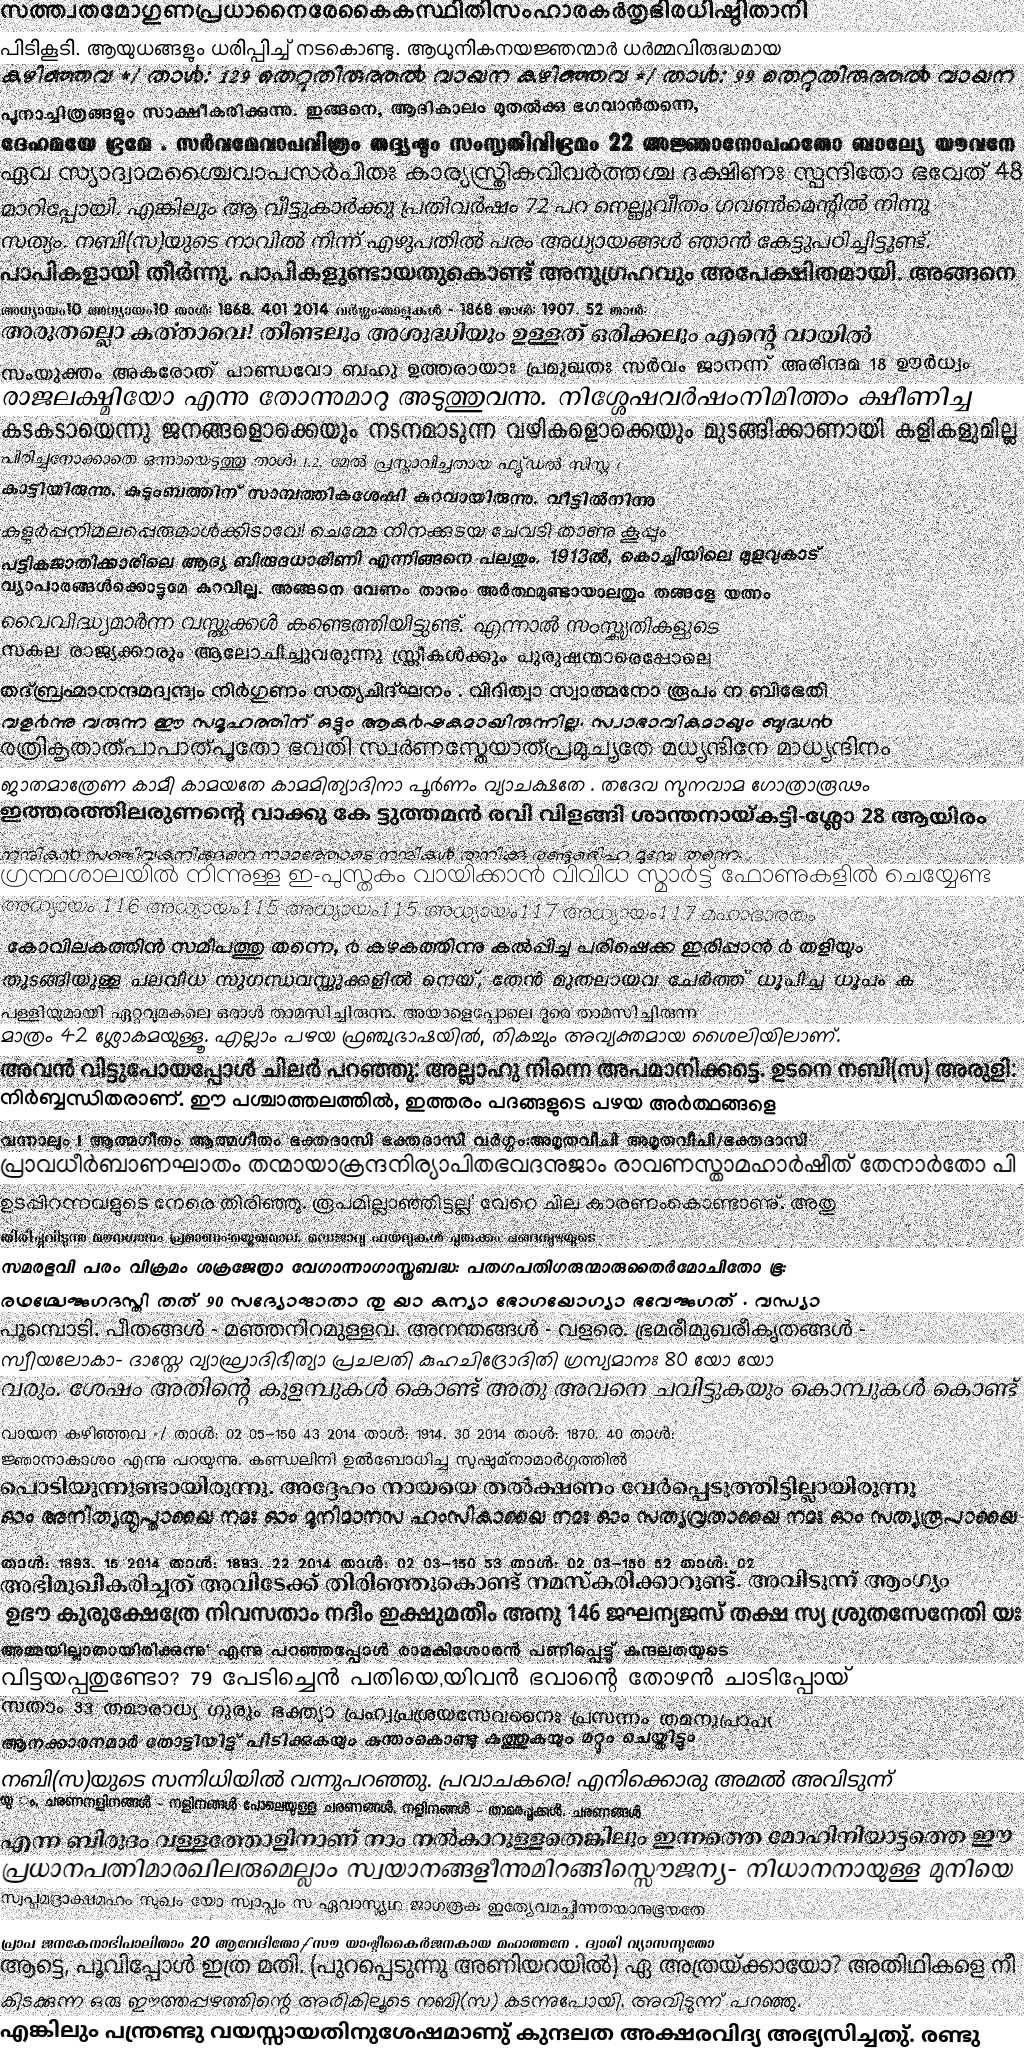 സത്ത്വതമോഗുണപ്രധാനൈരേകൈകസ്ഥിതിസംഹാരകർതൃഭിരധിഷ്ഠിതാനി
പിടികൂടി. ആയുധങ്ങളും ധരിപ്പിച്ച് നടകൊണ്ടു. ആധുനികനയജ്ഞന്മാർ ധർമ്മവിരുദ്ധമായ
കഴിഞ്ഞവ */ താൾ: 129 തെറ്റുതിരുത്തൽ വായന കഴിഞ്ഞവ */ താൾ: 99 തെറ്റുതിരുത്തൽ വായന
പൂനാച്ചിത്രങ്ങളും സാക്ഷീകരിക്കുന്നു. ഇങ്ങനെ, ആദികാലം മുതൽക്കു ഭഗവാൻതന്നെ,
ദേഹമയേ ഭ്രമേ . സർവമേവാപവിത്രം തദ്ദൃഷ്ടം സംസൃതിവിഭ്രമം 22 അജ്ഞാനോപഹതോ ബാല്യേ യൗവനേ
ഏവ സ്യാദ്വാമശ്ചൈവാപസർപിതഃ കാര്യസ്ത്രികവിവർത്തശ്ച ദക്ഷിണഃ സ്പന്ദിതോ ഭവേത് 48
മാറിപ്പോയി. എങ്കിലും ആ വീട്ടുകാർക്കു പ്രതിവർഷം 72 പറ നെല്ലുവീതം ഗവൺമെന്റിൽ നിന്നു
സത്യം. നബി(സ)യുടെ നാവിൽ നിന്ന് എഴുപതിൽ പരം അധ്യായങ്ങൾ ഞാൻ കേട്ടുപഠിച്ചിട്ടുണ്ട്.
പാപികളായി തീർന്നു. പാപികളുണ്ടായതുകൊണ്ട് അനുഗ്രഹവും അപേക്ഷിതമായി. അങ്ങനെ
അധ്യായം10 അധ്യായം10 താൾ: 1868. 401 2014 വർഗ്ഗം:താളുകൾ - 1868 താൾ: 1907. 52 താൾ:
അരുതല്ലൊ കർത്താവെ! തിണ്ടലും അശുദ്ധിയും ഉള്ളത് ഒരിക്കലും എന്റെ വായിൽ
സംയുക്തം അകരോത് പാണ്ഡവോ ബഹു ഉത്തരായാഃ പ്രമുഖതഃ സർവം ജാനന്ന് അരിന്ദമ 18 ഊർധ്വം
രാജലക്ഷ്മിയോ എന്നു തോന്നുമാറു അടുത്തുവന്നു. നിശ്ശേഷവർഷംനിമിത്തം ക്ഷീണിച്ച
കടകടായെന്നു ജനങ്ങളൊക്കെയും നടനമാടുന്ന വഴികളൊക്കെയും മുടങ്ങിക്കാണായി കളികളുമില്ല
പിരിച്ചുനോക്കാതെ ഒന്നായെടുത്തു താൾ: 1.2. മേൽ പ്രസ്താവിച്ചതായ ഫ്യൂഡൽ സിസ്റ്റ
കാട്ടിയിരുന്നു. കുടുംബത്തിന് സാമ്പത്തികശേഷി കുറവായിരുന്നു. വീട്ടിൽനിന്നു
കളുർപ്പനിമലപ്പെരുമാൾക്കിടാവേ! ചെമ്മേ നിനക്കുടയ ചേവടി താണു കൂപ്പും
പട്ടികജാതിക്കാരിലെ ആദ്യ ബിരുദധാരിണി എന്നിങ്ങനെ പലതും. 1913ൽ, കൊച്ചിയിലെ മുളവുകാട്
വ്യാപാരങ്ങൾക്കൊട്ടുമേ കുറവില്ല. അങ്ങനെ വേണം താനും അർത്ഥമുണ്ടായാലതും തങ്ങളേ യത്നം
വൈവിദ്ധ്യമാർന്ന വസ്തുക്കൾ കണ്ടെത്തിയിട്ടുണ്ട്. എന്നാൽ സംസ്കൃതികളുടെ
സകല രാജ്യക്കാരും ആലോചിച്ചുവരുന്നു സ്ത്രീകൾക്കും പുരുഷന്മാരെപ്പോലെ
തദ്ബ്രഹ്മാനന്ദമദ്വന്ദ്വം നിർഗുണം സത്യചിദ്ഘനം . വിദിത്വാ സ്വാത്മനോ രൂപം ന ബിഭേതി
വളർന്നു വരുന്ന ഈ സമൂഹത്തിന് ഒട്ടും ആകർഷകമായിരുന്നില്ല. സ്വാഭാവികമായും ബുദ്ധൻ
രത്രികൃതാത്പാപാത്പൂതോ ഭവതി സ്വർണസ്തേയാത്പ്രമുച്യതേ മധ്യന്ദിനേ മാധ്യന്ദിനം
ജാതമാത്രേണ കാമീ കാമയതേ കാമമിത്യാദിനാ പൂർണം വ്യാചക്ഷതേ . തദേവ സുനവാമ ഗോത്രാരൂഢം
ഇത്തരത്തിലരുണന്റെ വാക്കു കേ ട്ടുത്തമൻ രവി വിളങ്ങി ശാന്തനായ്കട്ടി-ശ്ലോ 28 ആയിരം
ഗ്രന്ഥശാലയിൽ നിന്നുള്ള ഇ-പുസ്തകം വായിക്കാൻ വിവിധ സ്മാർട്ട് ഫോണുകളിൽ ചെയ്യേണ്ട
അധ്യായം 116 അധ്യായം115 അധ്യായം115 അധ്യായം117 അധ്യായം117 മഹാഭാരതം
കോവിലകത്തിൻ സമീപത്തു തന്നെ, ർ കഴകത്തിന്നു കൽപ്പിച്ച പരിഷെക്ക ഇരിപ്പാൻ ർ തളിയും
തുടങ്ങിയുള്ള പലവിധ സുഗന്ധവസ്തുക്കളിൽ നെയ്, തേൻ മുതലായവ ചേർത്ത് ധൂപിച്ച ധൂപം ക
പള്ളിയുമായി ഏറ്റവുമകലെ ഒരാൾ താമസിച്ചിരുന്നു. അയാളെപ്പോലെ ദൂരെ താമസിച്ചിരുന്ന
മാത്രം 42 ശ്ലോകമയുള്ളൂ. എല്ലാം പഴയ ഫ്രഞ്ചുഭാഷയിൽ, തികച്ചും അവ്യക്തമായ ശൈലിയിലാണ്.
അവൻ വിട്ടുപോയപ്പോൾ ചിലർ പറഞ്ഞു: അല്ലാഹു നിന്നെ അപമാനിക്കട്ടെ. ഉടനെ നബി(സ) അരുളി:
നിർബ്ബന്ധിതരാണ്. ഈ പശ്ചാത്തലത്തിൽ, ഇത്തരം പദങ്ങളുടെ പഴയ അർത്ഥങ്ങളെ
വന്നാലും ! ആത്മഗീതം ആത്മഗീതം ഭക്തദാസി ഭക്തദാസി വർഗ്ഗം:അമൃതവീചി അമൃതവീചി/ഭക്തദാസി
പ്രാവധീർബാണഘാതം തന്മായാക്രന്ദനിര്യാപിതഭവദനുജാം രാവണസ്താമഹാർഷീത് തേനാർതോ പി
ഉടപ്പിറന്നവളുടെ നേരെ തിരിഞ്ഞു. രൂപമില്ലാഞ്ഞിട്ടല്ല' വേറെ ചില കാരണംകൊണ്ടാണു്. അതു
സമരഭുവി പരം വിക്രമം ശക്രജേത്രാ വേഗാന്നാഗാസ്ത്രബദ്ധഃ പതഗപതിഗരുന്മാരുതൈർമോചിതോ ഭൂഃ
രഥശ്ചേജ്ജഗദസ്തി തത് 90 സദ്യോജാതാ തു യാ കന്യാ ഭോഗയോഗ്യാ ഭവേജ്ജഗത് . വന്ധ്യാ
പൂമ്പൊടി. പീതങ്ങൾ - മഞ്ഞനിറമുള്ളവ. അനന്തങ്ങൾ - വളരെ. ഭ്രമരീമുഖരീകൃതങ്ങൾ -
സ്വീയലോകാ- ദാസ്തേ വ്യാഘ്രാദിഭീത്യാ പ്രചലതി കുഹചിദ്രോദിതി ഗ്രസ്യമാനഃ 80 യോ യോ
വരും. ശേഷം അതിന്റെ കുളമ്പുകൾ കൊണ്ട് അതു അവനെ ചവിട്ടുകയും കൊമ്പുകൾ കൊണ്ട്
വായന കഴിഞ്ഞവ */ താൾ: 02 05-150 43 2014 താൾ: 1914. 30 2014 താൾ: 1870. 40 താൾ:
ജ്ഞാനാകാശം എന്നു പറയുന്നു. കുണ്ഡലിനി ഉൽബോധിച്ച സുഷുമ്നാമാർഗ്ഗത്തിൽ
പൊടിയുന്നുണ്ടായിരുന്നു. അദ്ദേഹം നായയെ തൽക്ഷണം വേർപ്പെടുത്തിട്ടില്ലായിരുന്നു
ഓം അനിത്യതൃപ്തായൈ നമഃ ഓം മൂനിമാനസ ഹംസികായൈ നമഃ ഓം സത്യവ്രതായൈ നമഃ ഓം സത്യരൂപായൈ
താൾ: 1893. 15 2014 താൾ: 1893. 22 2014 താൾ: 02 03-150 53 താൾ: 02 03-150 52 താൾ: 02
അഭിമുഖീകരിച്ചത് അവിടേക്ക് തിരിഞ്ഞുകൊണ്ട് നമസ്കരിക്കാറുണ്ട്. അവിടുന്ന് ആംഗ്യം
ഉഭൗ കുരുക്ഷേത്രേ നിവസതാം നദീം ഇക്ഷുമതീം അനു 146 ജഘന്യജസ് തക്ഷ സ്യ ശ്രുതസേനേതി യഃ
അമ്മയില്ലാതായിരിക്കുന്നു' എന്നു പറഞ്ഞപ്പോൾ രാമകിശോരൻ പണിപ്പെട്ട് കുന്ദലതയുടെ
വിട്ടയപ്പതുണ്ടോ? 79 പേടിച്ചെൻ പതിയെ,യിവൻ ഭവാന്റെ തോഴൻ ചാടിപ്പോയ്
സതാം 33 തമാരാധ്യ ഗുരും ഭക്ത്യാ പ്രഹ്വപ്രശ്രയസേവനൈഃ പ്രസന്നം ത്രമനുപ്രാപ്യ
ആനക്കാരനമാർ തോട്ടിയിട്ട് പിടിക്കുകയും കുന്തംകൊണ്ടു കുത്തുകയും മറ്റും ചെയ്തിട്ടും
നബി(സ)യുടെ സന്നിധിയിൽ വന്നുപറഞ്ഞു. പ്രവാചകരെ! എനിക്കൊരു അമൽ അവിടുന്ന്
യു ം. ചരണനളിനങ്ങൾ - നളിനങ്ങൾ പോലെയുള്ള ചരണങ്ങൾ. നളിനങ്ങൾ - താമരപ്പൂക്കൾ. ചരണങ്ങൾ
എന്ന ബിരുദം വള്ളത്തോളിനാണ് നാം നൽകാറുള്ളതെങ്കിലും ഇന്നത്തെ മോഹിനിയാട്ടത്തെ ഈ
പ്രധാനപത്നിമാരഖിലരുമെല്ലാം സ്വയാനങ്ങളീന്നുമിറങ്ങിസ്സൌജന്യ- നിധാനനായുള്ള മുനിയെ
സ്വപ്നമദ്രാക്ഷമഹം സുഖം യോ സ്വാപ്സം സ ഏവാസ്മ്യഥ ജാഗരൂകഃ ഇത്യേവമച്ഛിന്നതയാനുഭൂയതേ
പ്രാപ ജനകേനാഭിപാലിതാം 20 ആവേദിതോ/സൗ യാഷ്ടീകൈർജനകായ മഹാത്മനേ . ദ്വാരി വ്യാസസുതോ
ആട്ടെ, പൂവിപ്പോൾ ഇത്ര മതി. (പുറപ്പെടുന്നു അണിയറയിൽ) ഏ അത്രയ്ക്കായോ? അതിഥികളെ നീ
കിടക്കുന്ന ഒരു ഈത്തപ്പഴത്തിന്റെ അരികിലൂടെ നബി(സ) കടന്നുപോയി. അവിടുന്ന് പറഞ്ഞു.
എങ്കിലും പന്ത്രണ്ടു വയസ്സായതിനുശേഷമാണു് കുന്ദലത അക്ഷരവിദ്യ അഭ്യസിച്ചതു്. രണ്ടു